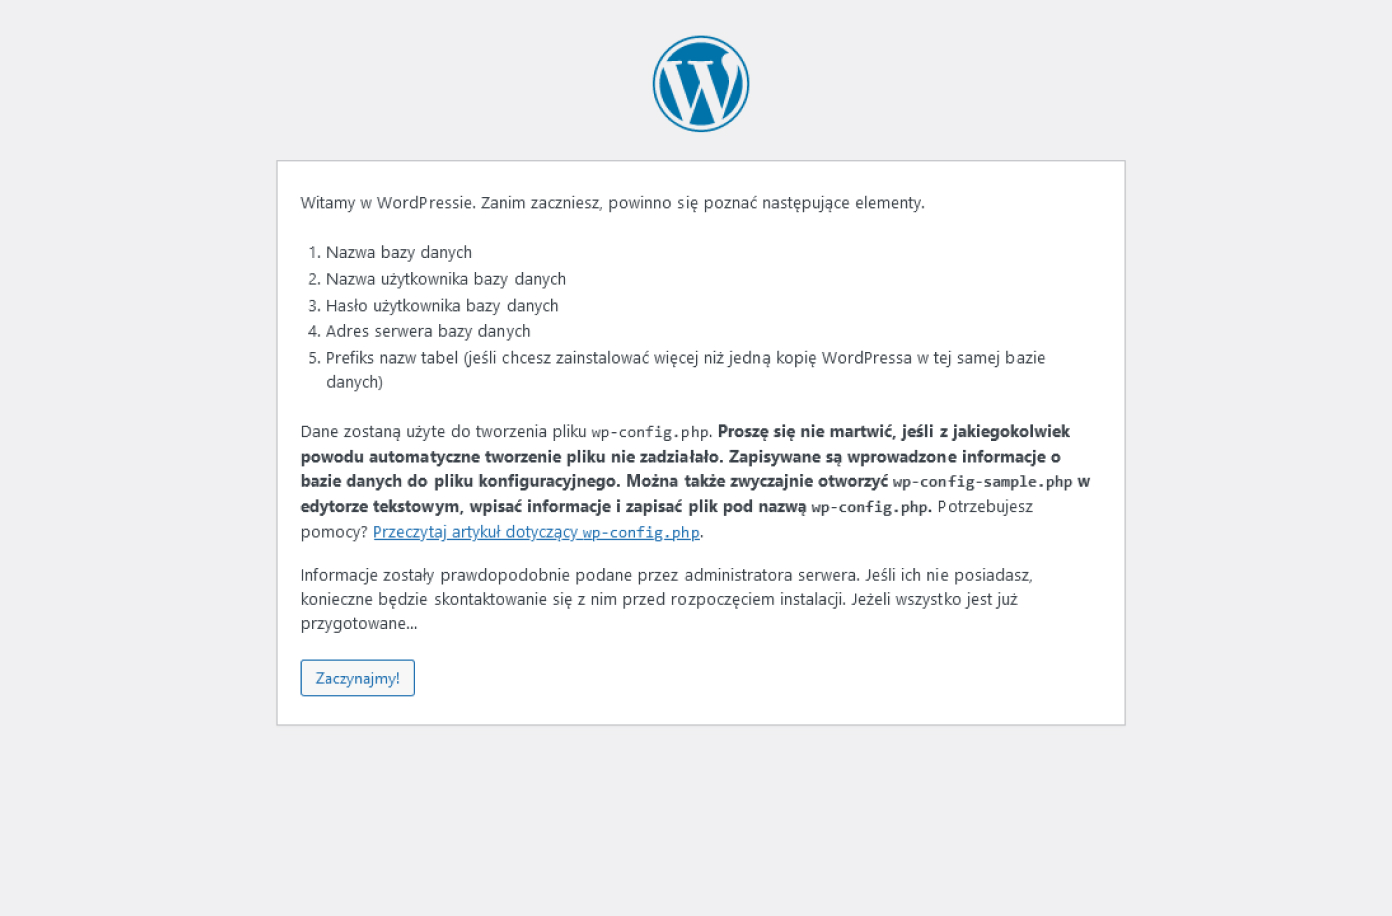 Witamy w WordPressie. Zanim zaczniesz, powinno się poznać następujące elementy.
1. Nazwa bazy danych
2. Nazwa użytkownika bazy danych
3. Hasło użytkownika bazy danych
4. Adres serwera bazy danych
5. Prefiks nazw tabel (jeśli chcesz zainstalować więcej niż jedną kopię WordPressa w tej samej bazie
danych)
Dane zostaną użyte do tworzenia pliku wp-config.php. Proszę się nie martwić, jeśli z jakiegokolwiek
powodu automatyczne tworzenie pliku nie zadziałało. Zapisywane są wprowadzone informacje o
bazie danych do pliku konfiguracyjnego. Można także zwyczajnie otworzyć wp-config-sample.php w
edytorze tekstowym, wpisać informacje i zapisać plik pod nazwą wp-config.php. Potrzebujesz
pomocy? Przeczytaj artykuł dotyczący wp-config.php.
Informacje zostały prawdopodobnie podane przez administratora serwera. Jeśli ich nie posiadasz,
konieczne będzie skontaktowanie się z nim przed rozpoczęciem instalacji. Jeżeli wszystko jest już
przygotowane...
Zaczynajmy!